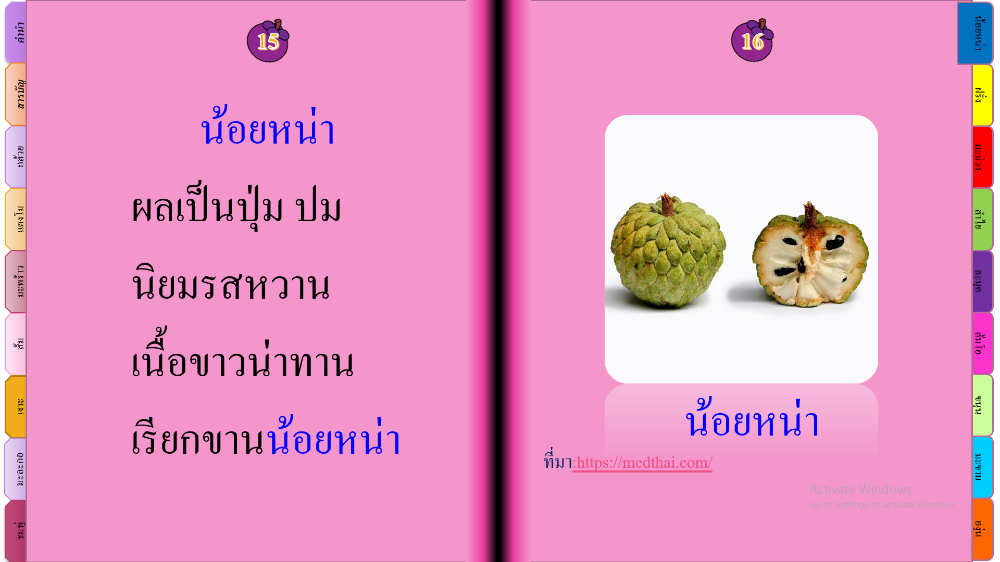 คำนำ
สารบัญ
กล้วย
แตงโม
มะพร้าว
ส้ม
เงาะ
มะละกอ
ชมพู่
15
น้อยหน่า
ผลเป็นปุ่ม ปม
นิยมรสหวาน
เนื้อขาวน่าทาน
เรียกขานน้อยหน่า
16
น้อยหน่า
ที่มา:https://medthai.com/
Activate Windows
Go to Settings to activate Windows.
น้อยหน่า
ฝรั่ง
มะม่วง
ลำไย
ละมุด
ส้มโอ
ขนุน
มะขาม
องุ่น